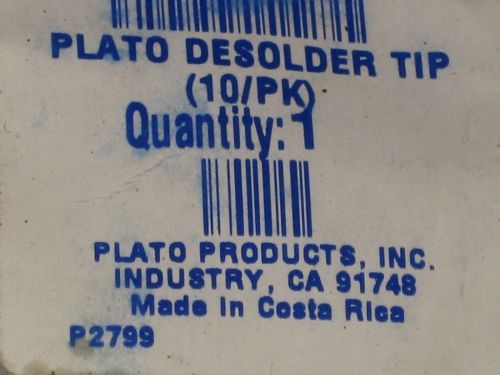 PLATO DESOLDER TIP
(10/PK)
Quantity: 1
PLATO PRODUCTS, INC.
INDUSTRY, CA 91748
Made in Costa Rica
P2799